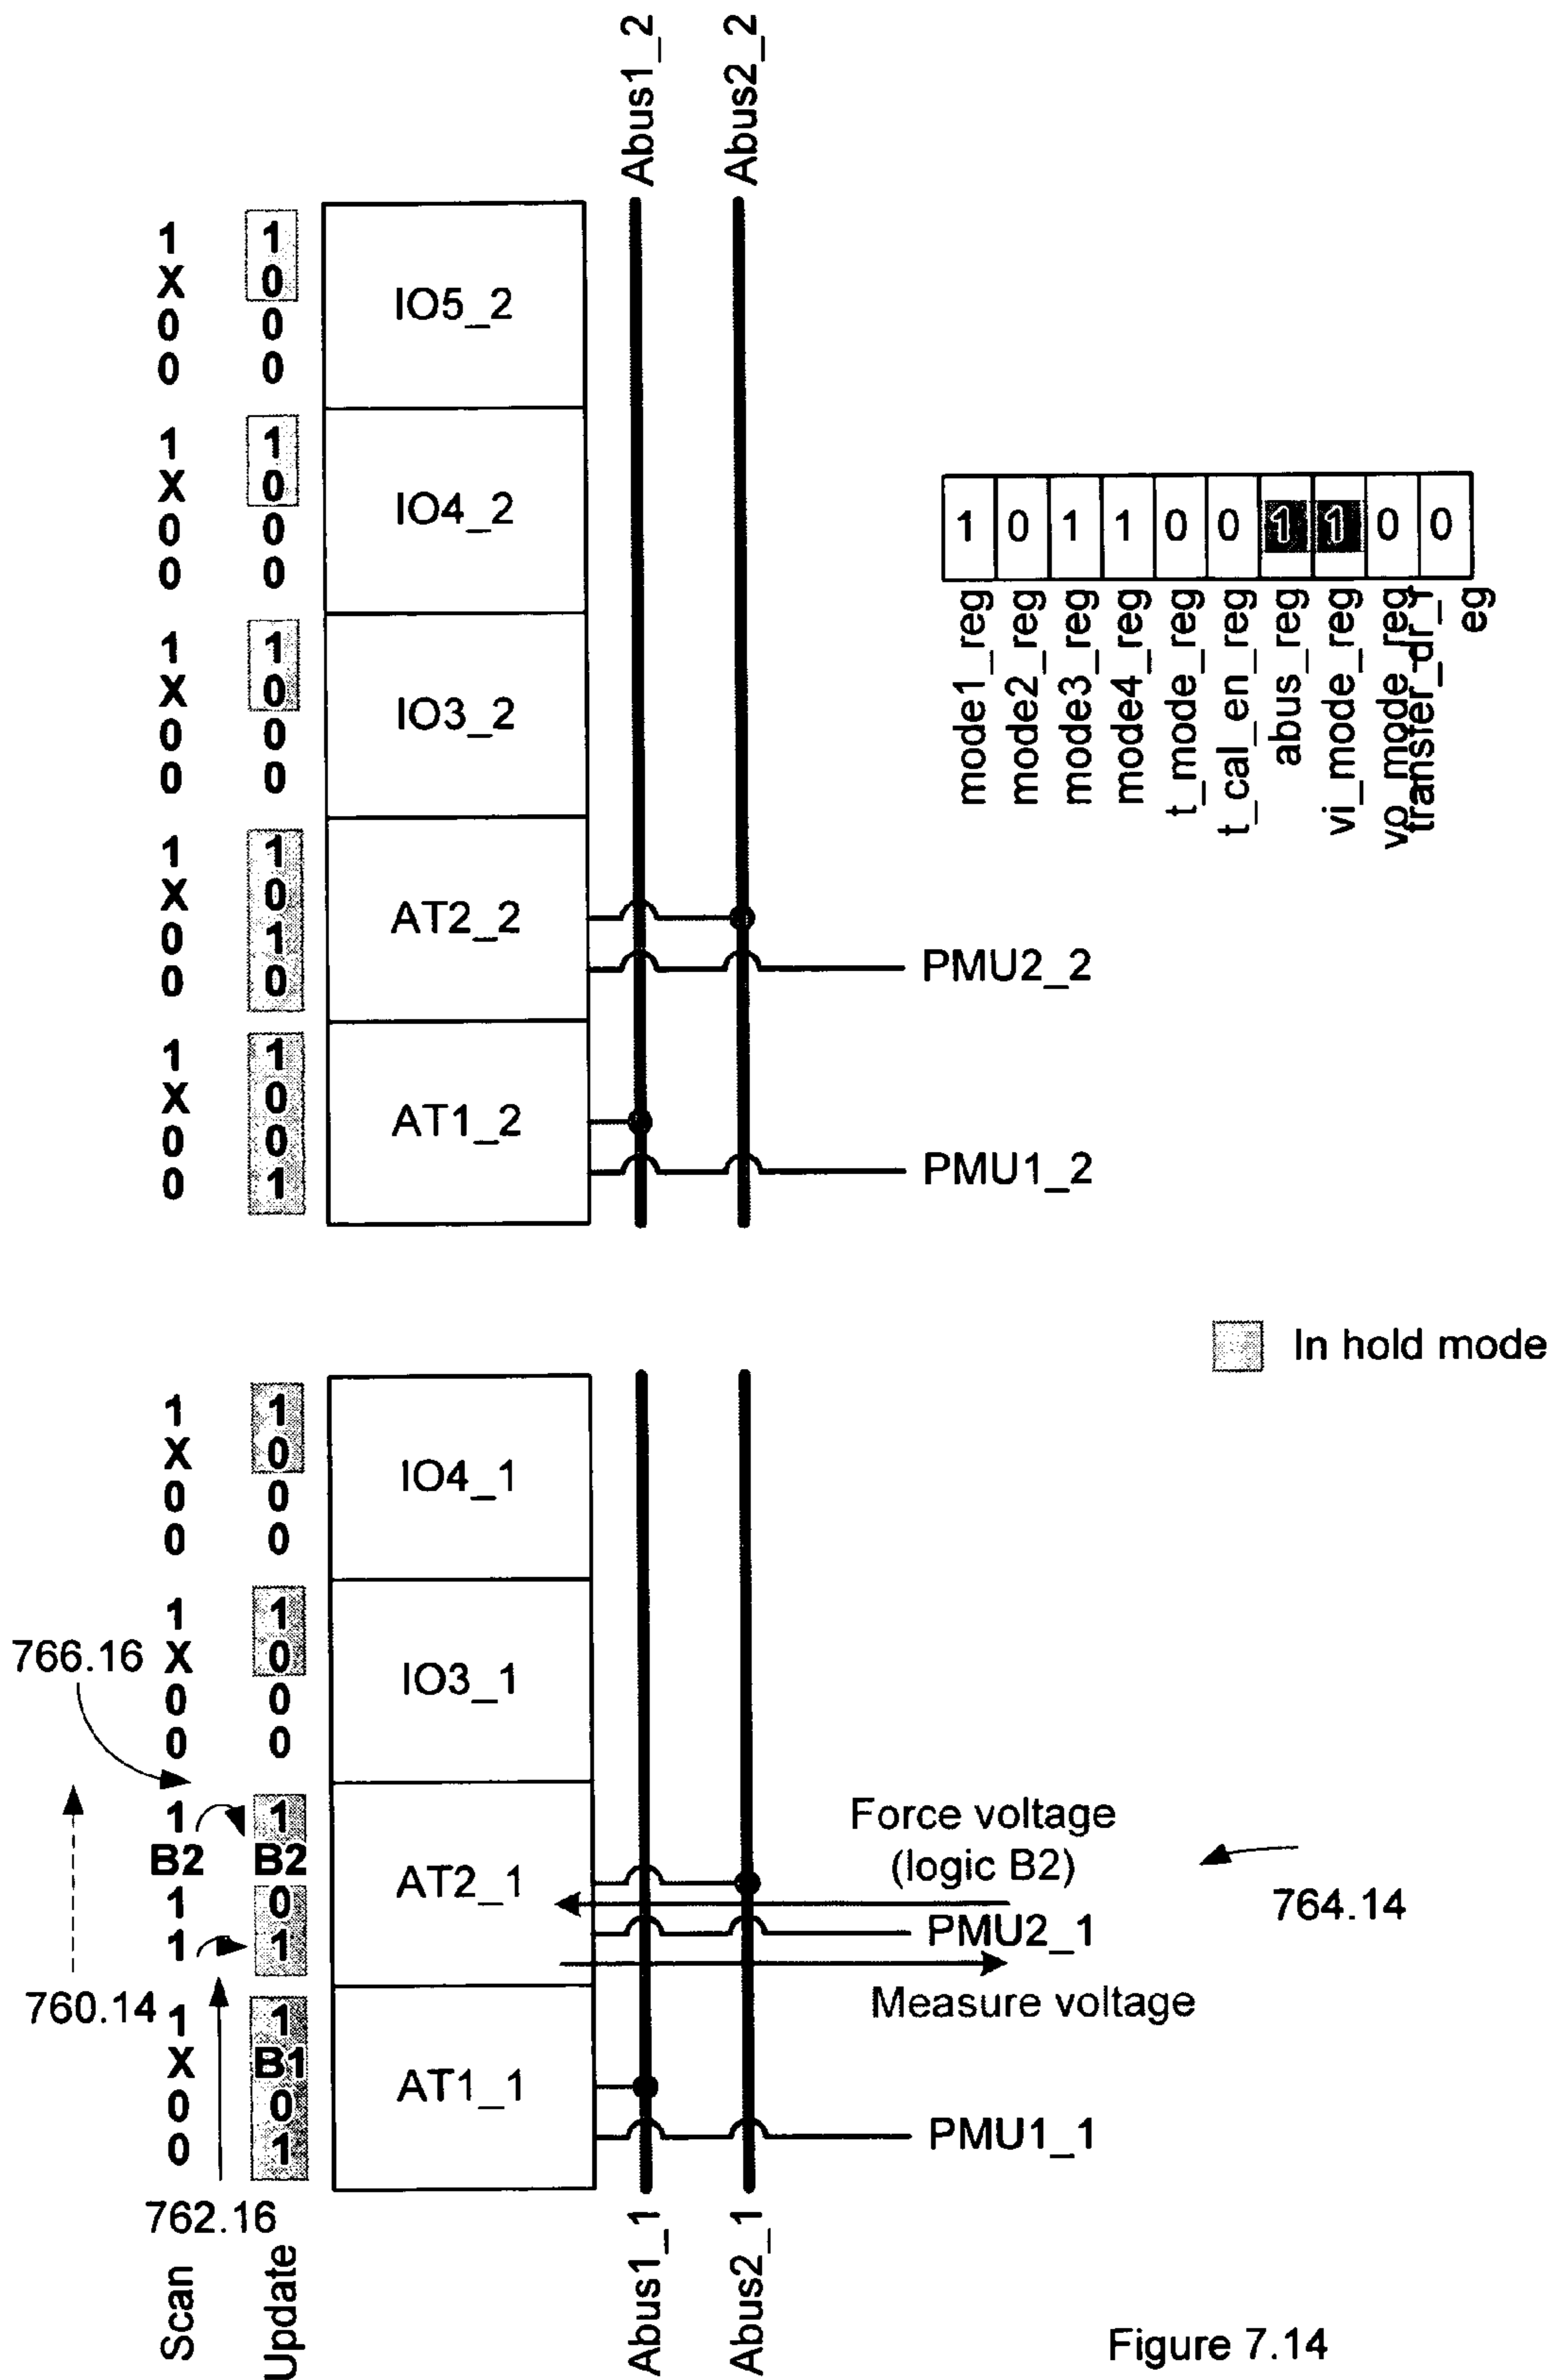 Abus1_2
Abus2_2
1 1
X 0
0 0
0 0
IO5_2
1 1
X 0
0 0
0 0
IO4_2
1 0 1 1 0 0 1 1 0 0
mode1_reg
mode2_reg
mode3_reg
mode4_reg
t_mode_reg
t_cal_en_reg
abus_reg
vi_mode_reg
vo_mode_reg
transfer_dr_r
eg
1 1
X 0
0 0
0 0
IO3_2
1 1
X 0
0 1
0 0
AT2_2
PMU2_2
1 1
X 0
0 0
0 1
AT1_2
PMU1_2
In hold mode
1 1
X 0
0 0
0 0
IO4_1
766.16
1 1
X 0
0 0
0 0
IO3_1
1 1
B2 B2
1 0
1 1
AT2_1
Force voltage
(logic B2)
764.14
PMU2_1
Measure voltage
760.14
1 1
X B1
0 0
0 1
AT1_1
PMU1_1
762.16
Scan
Update
Abus1_1
Abus2_1
Figure 7.14